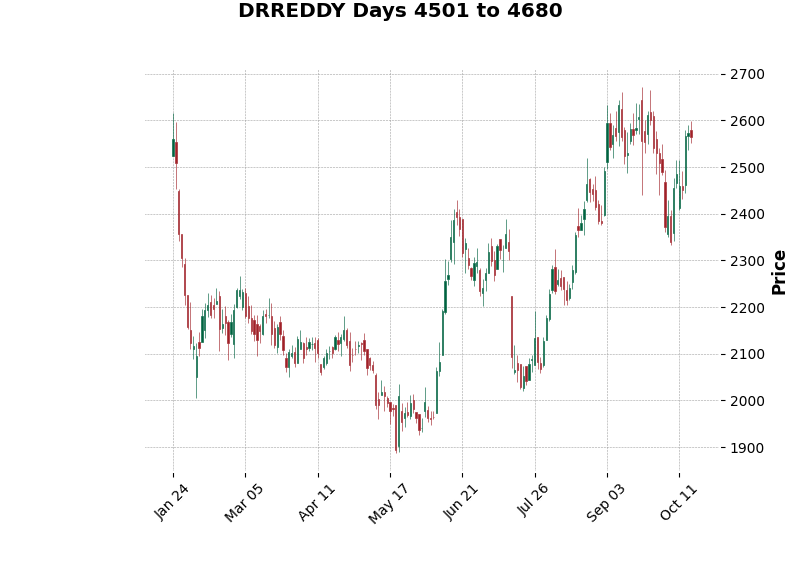 DRREDDY Days 4501 to 4680
2700
2600
2500
2400
2300
2200
2100
2000
1900
Price
Jan 24
Mar 05
Apr 11
May 17
Jun 21
Jul 26
Sep 03
Oct 11